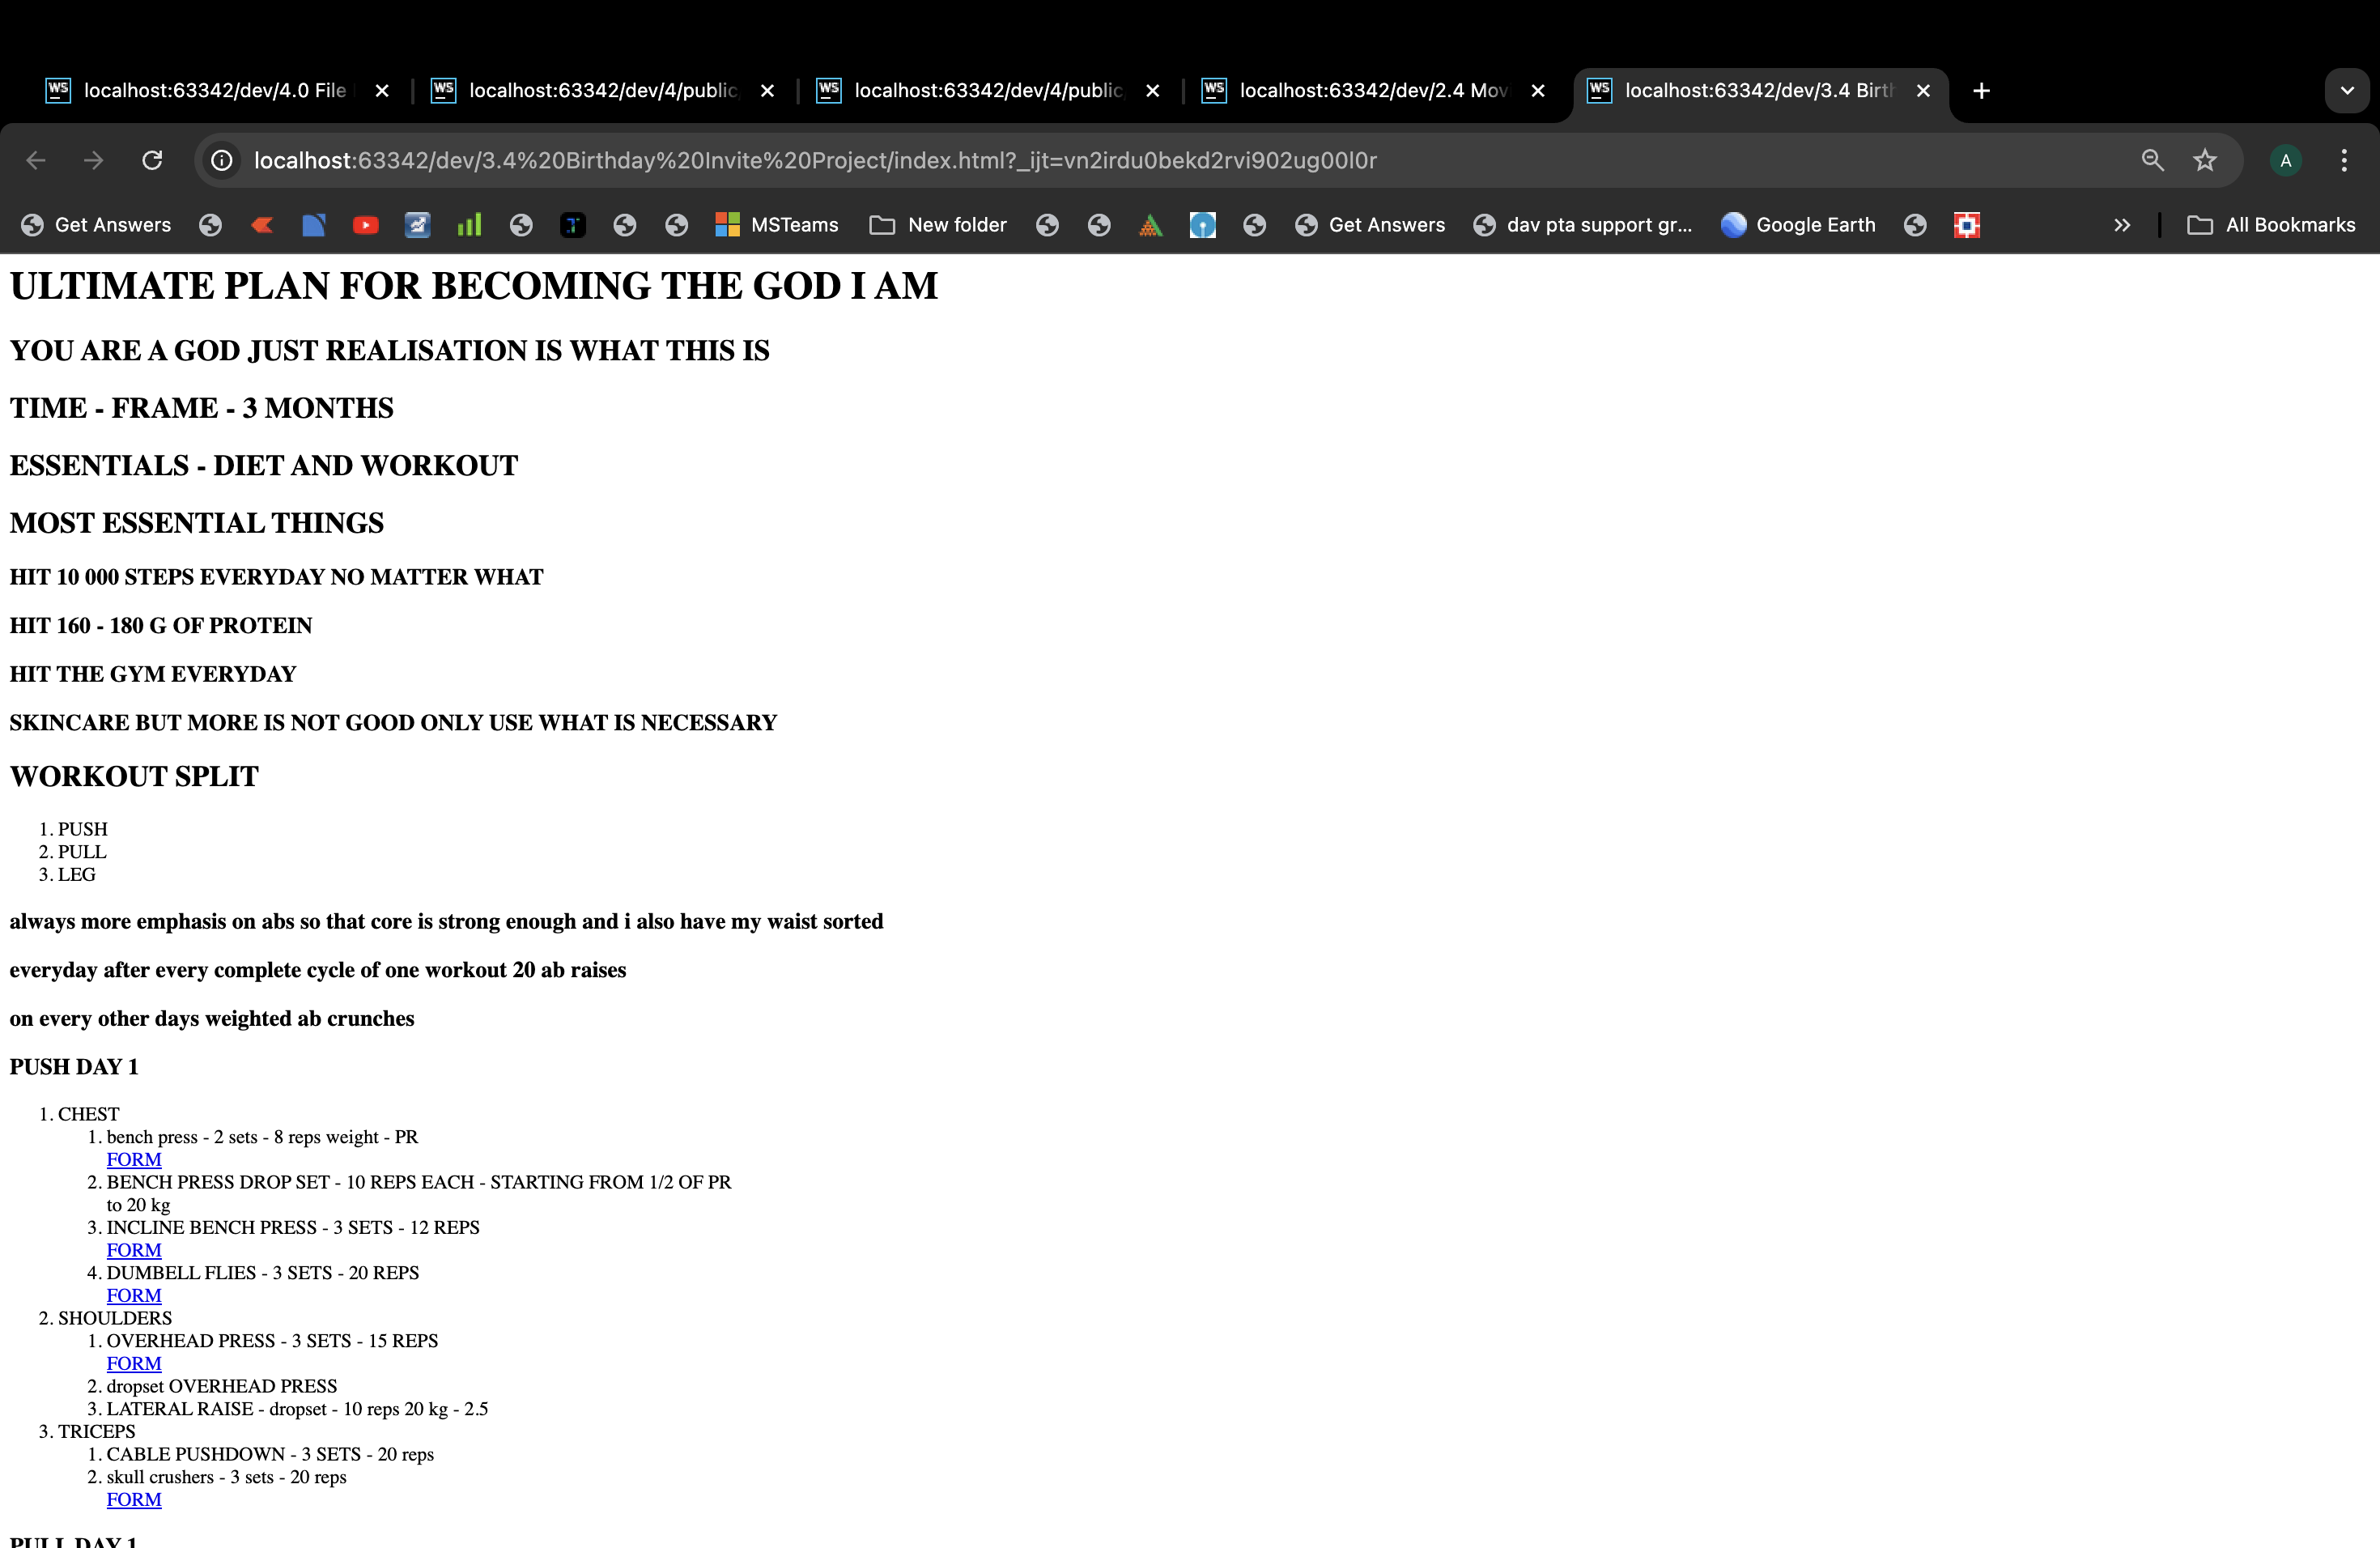 localhost:63342/dev/4.0 File
localhost:63342/dev/4/public
localhost:63342/dev/4/public
localhost:63342/dev/2.4 Mov
localhost:63342/dev/3.4 Birth
localhost:63342/dev/3.4%20Birthday%20Invite%20Project/index.html?_ijt=vn2irdu0bekd2rvi902ug00l0r
A
Get Answers
MSTeams
New folder
Get Answers
dav pta support gr...
Google Earth
All Bookmarks
ULTIMATE PLAN FOR BECOMING THE GOD I AM
YOU ARE A GOD JUST REALISATION IS WHAT THIS IS
TIME - FRAME - 3 MONTHS
ESSENTIALS - DIET AND WORKOUT
MOST ESSENTIAL THINGS
HIT 10 000 STEPS EVERYDAY NO MATTER WHAT
HIT 160 - 180 G OF PROTEIN
HIT THE GYM EVERYDAY
SKINCARE BUT MORE IS NOT GOOD ONLY USE WHAT IS NECESSARY
WORKOUT SPLIT
1. PUSH
2. PULL
3. LEG
always more emphasis on abs so that core is strong enough and i also have my waist sorted
everyday after every complete cycle of one workout 20 ab raises
on every other days weighted ab crunches
PUSH DAY 1
1. CHEST
1. bench press - 2 sets - 8 reps weight - PR
FORM
2. BENCH PRESS DROP SET - 10 REPS EACH - STARTING FROM 1/2 OF PR
to 20 kg
3. INCLINE BENCH PRESS - 3 SETS - 12 REPS
FORM
4. DUMBELL FLIES - 3 SETS - 20 REPS
FORM
2. SHOULDERS
1. OVERHEAD PRESS - 3 SETS - 15 REPS
FORM
2. dropset OVERHEAD PRESS
3. LATERAL RAISE - dropset - 10 reps 20 kg - 2.5
3. TRICEPS
1. CABLE PUSHDOWN - 3 SETS - 20 reps
2. skull crushers - 3 sets - 20 reps
FORM
PULL DAY 1